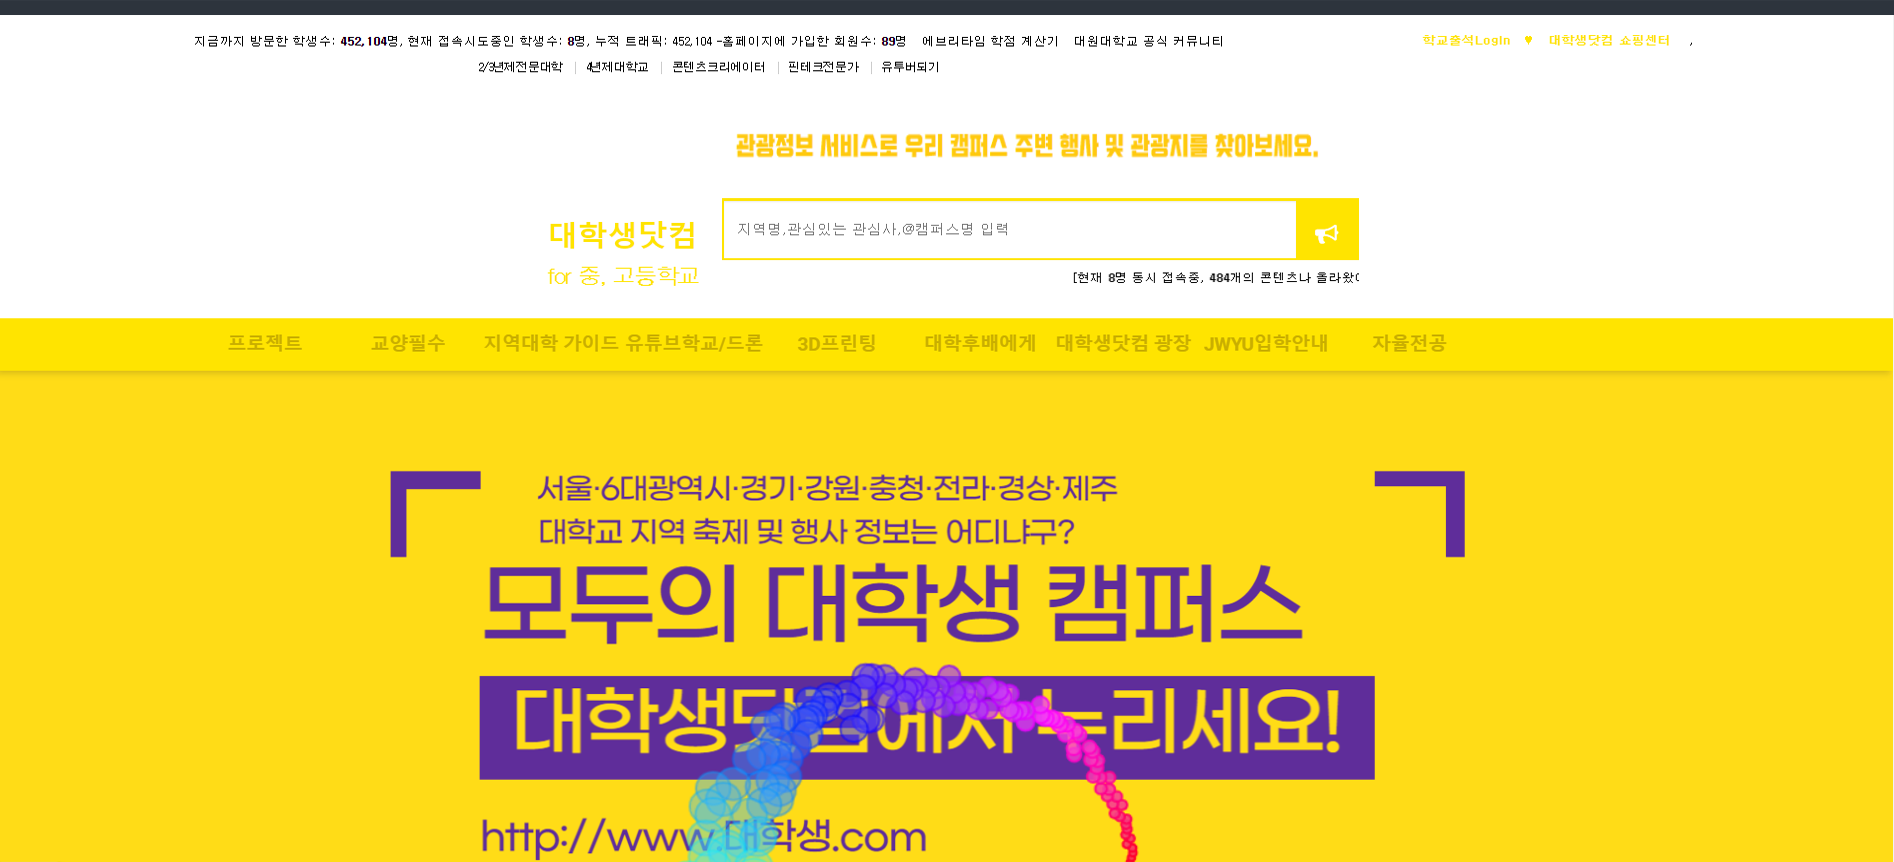 지금까지 방문한 학생수: 452,104명, 현재 접속시도중인 학생수: 8명, 누적 트래픽: 452,104 -홈페이지에 가입한 회원수: 89명 에브리타임 학점 계산기 대원대학교 공식 커뮤니티 학교출석Login ♥ 대학생닷컴 쇼핑센터 ,
2/3년제전문대학 4년제대학교 콘텐츠크리에이터 핀테크전문가 유투버되기
관광정보 서비스로 우리 캠퍼스 주변 행사 및 관광지를 찾아보세요.
대학생닷컴
for 중, 고등학교
지역명,관심있는 관심사,@캠퍼스명 입력
[현재 8명 동시 접속중, 484개의 콘텐츠나 올라왔
프로젝트 교양필수 지역대학 가이드 유튜브학교/드론 3D프린팅 대학후배에게 대학생닷컴 광장 JWYU입학안내 자율전공
서울·6대광역시·경기·강원·충청·전라·경상·제주
대학교 지역 축제 및 행사 정보는 어디냐구?
모두의 대학생 캠퍼스
대학생닷컴에서 누리세요!
http://www.대학생.com